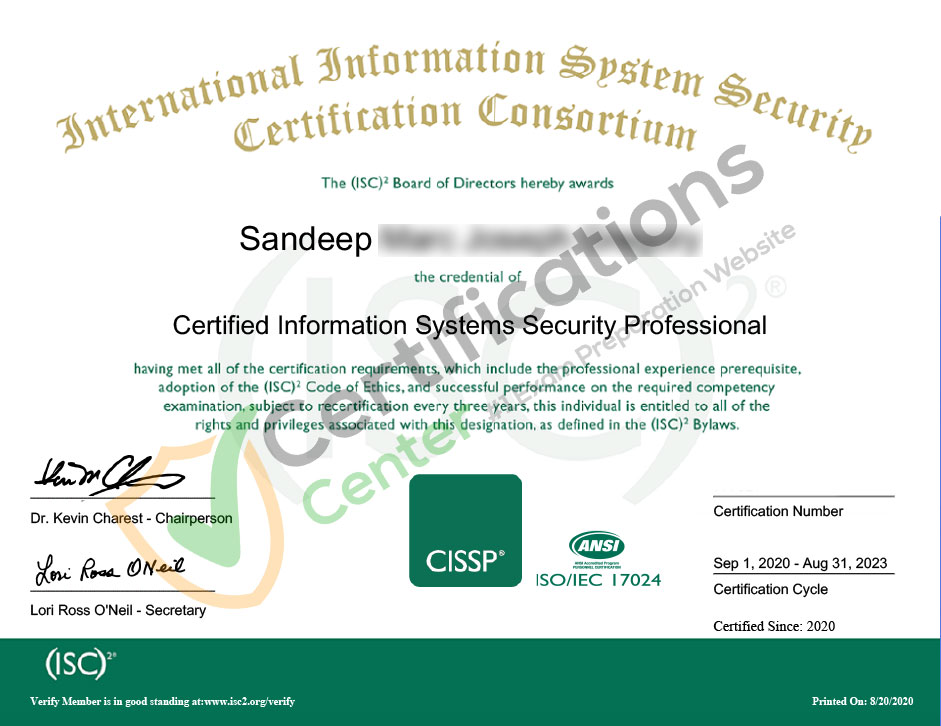 International Information System Security
Certification Consortium
The (ISC)² Board of Directors hereby awards
Sandeep
the credential of
Certified Information Systems Security Professional
having met all of the certification requirements, which include the professional experience prerequisite,
adoption of the (ISC)² Code of Ethics, and successful performance on the required competency
examination, subject to recertification every three years, this individual is entitled to all of the
rights and privileges associated with this designation, as defined in the (ISC)² Bylaws.
(ISC)²®
Certifications
Center
#1 Exam Preparation Website
Dr. Kevin Charest - Chairperson
Lori Ross O'Neil
Lori Ross O'Neil - Secretary
CISSP®
ANSI
ANSI Accredited Program
PERSONNEL CERTIFICATION
ISO/IEC 17024
Certification Number
Sep 1, 2020 - Aug 31, 2023
Certification Cycle
Certified Since: 2020
(ISC)²®
Verify Member is in good standing at:www.isc2.org/verify
Printed On: 8/20/2020